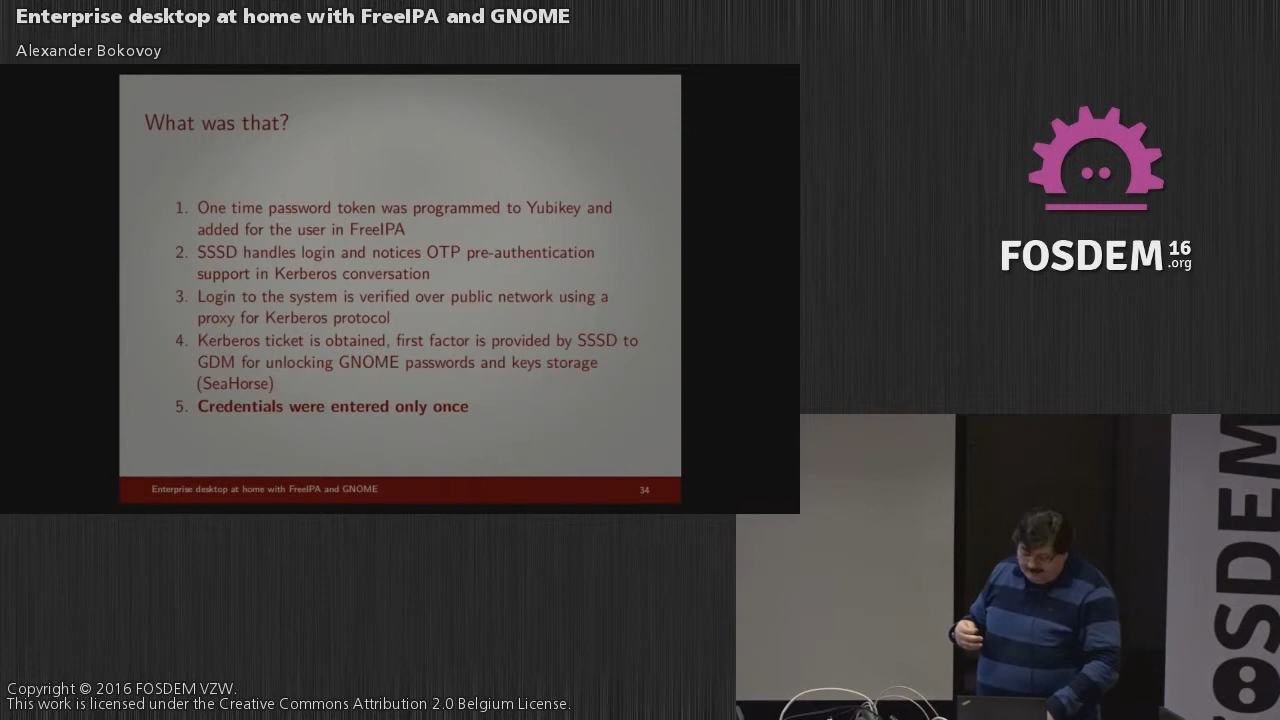 Enterprise desktop at home with FreeIPA and GNOME
Alexander Bokovoy
What was that?
1. One time password token was programmed to Yubikey and
added for the user in FreeIPA
2. SSSD handles login and notices OTP pre-authentication
support in Kerberos conversation
3. Login to the system is verified over public network using a
proxy for Kerberos protocol
4. Kerberos ticket is obtained, first factor is provided by SSSD to
GDM for unlocking GNOME passwords and keys storage
(SeaHorse)
5. Credentials were entered only once
Enterprise desktop at home with FreeIPA and GNOME 34
FOSDEM 16
.org
OSDEM
Copyright © 2016 FOSDEM VZW.
This work is licensed under the Creative Commons Attribution 2.0 Belgium License.